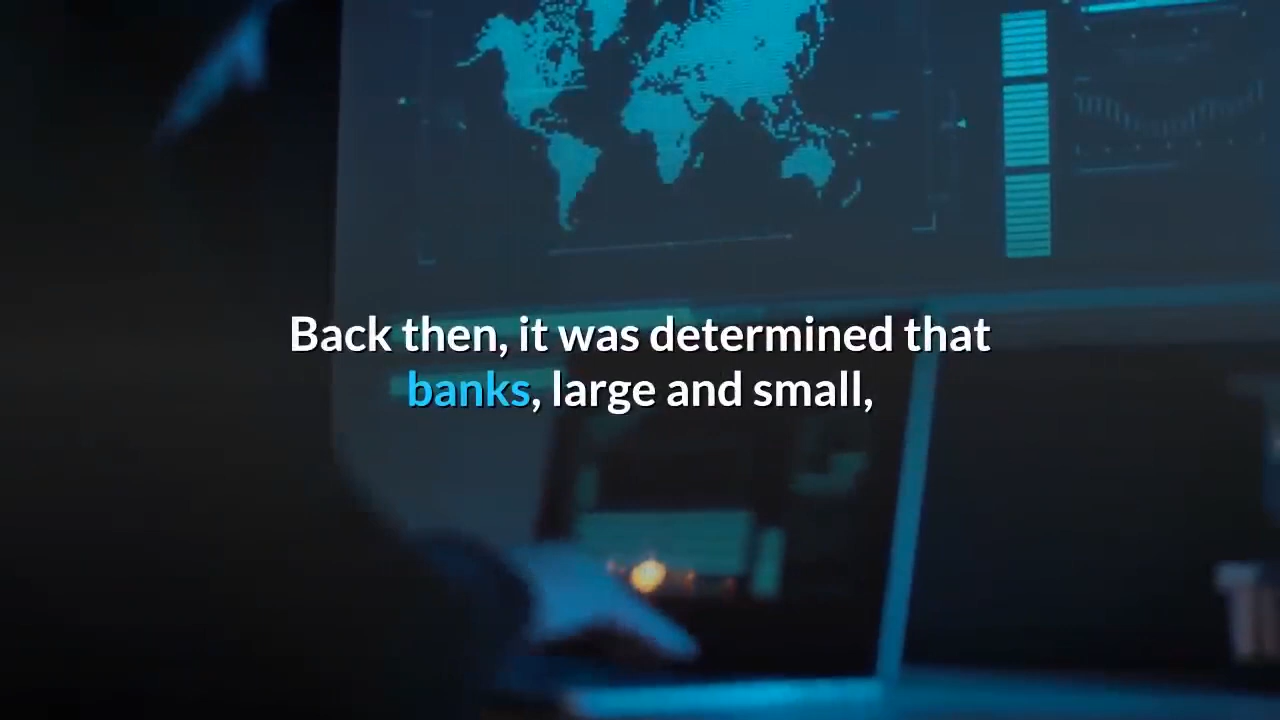 Back then, it was determined that
banks, large and small,